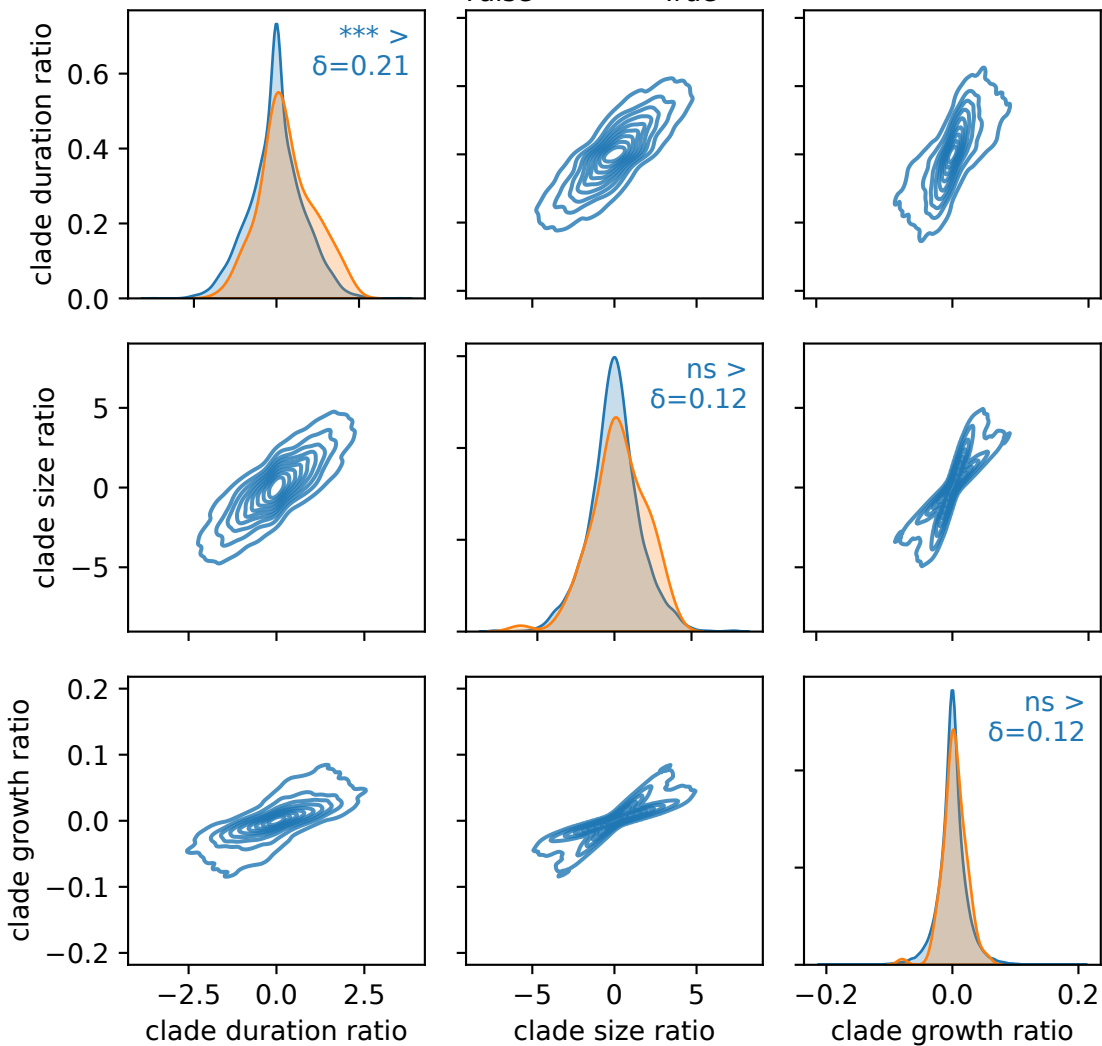 clade duration ratio
0.6
0.4
0.2
0.0
*** >
δ=0.21
clade size ratio
5
0
−5
ns >
δ=0.12
clade growth ratio
0.2
0.1
0.0
−0.1
−0.2
ns >
δ=0.12
−2.5 0.0 2.5
clade duration ratio
−5 0 5
clade size ratio
−0.2 0.0 0.2
clade growth ratio